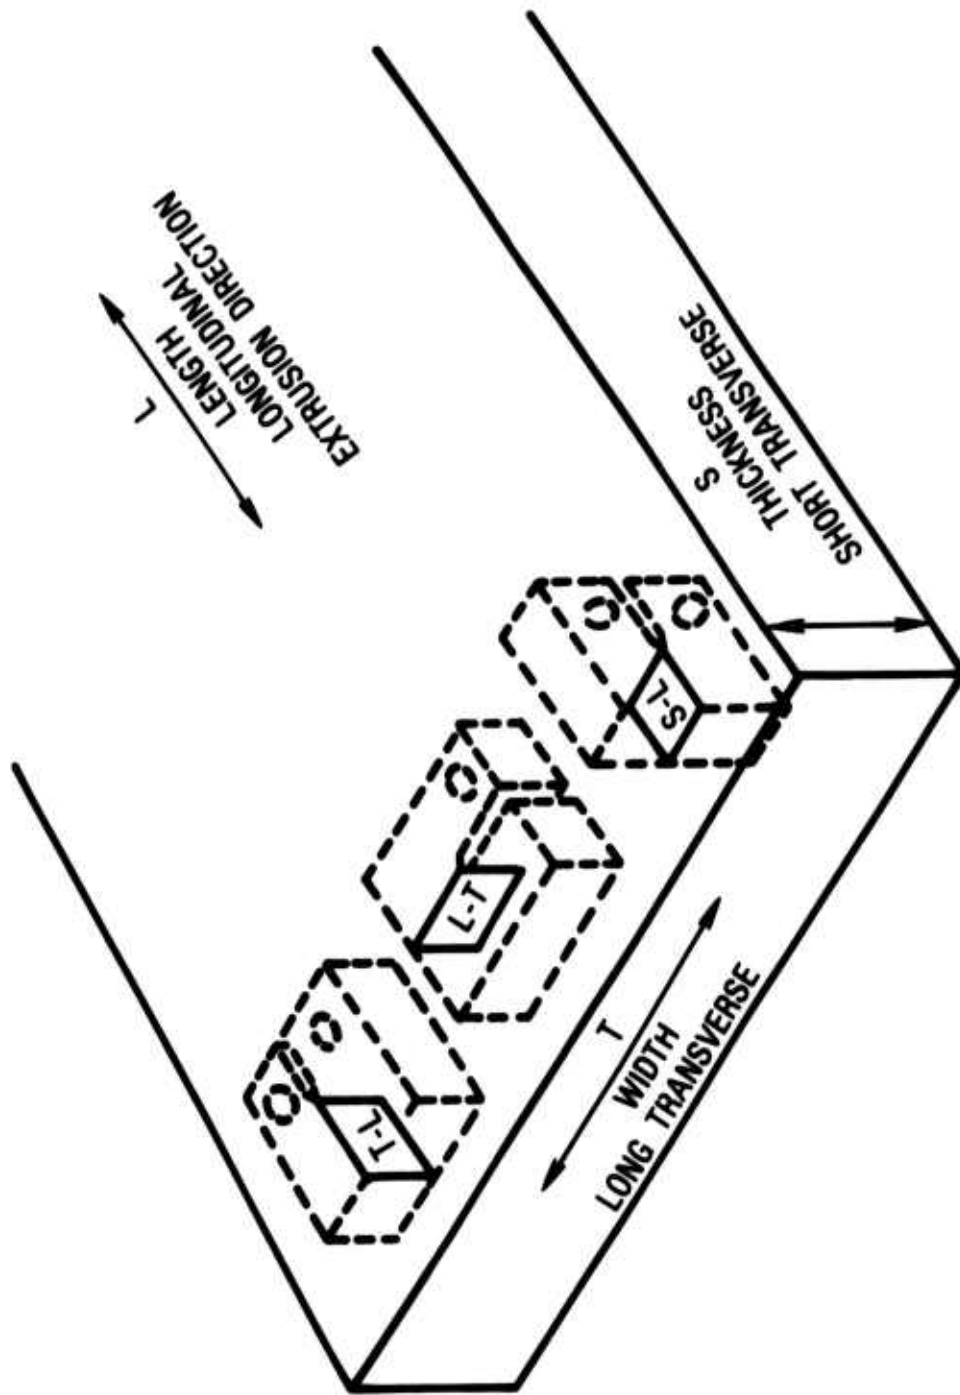 L
LENGTH
LONGITUDINAL
EXTRUSION DIRECTION
T-L
L-T
S-L
S
THICKNESS
SHORT TRANSVERSE
T
WIDTH
LONG TRANSVERSE